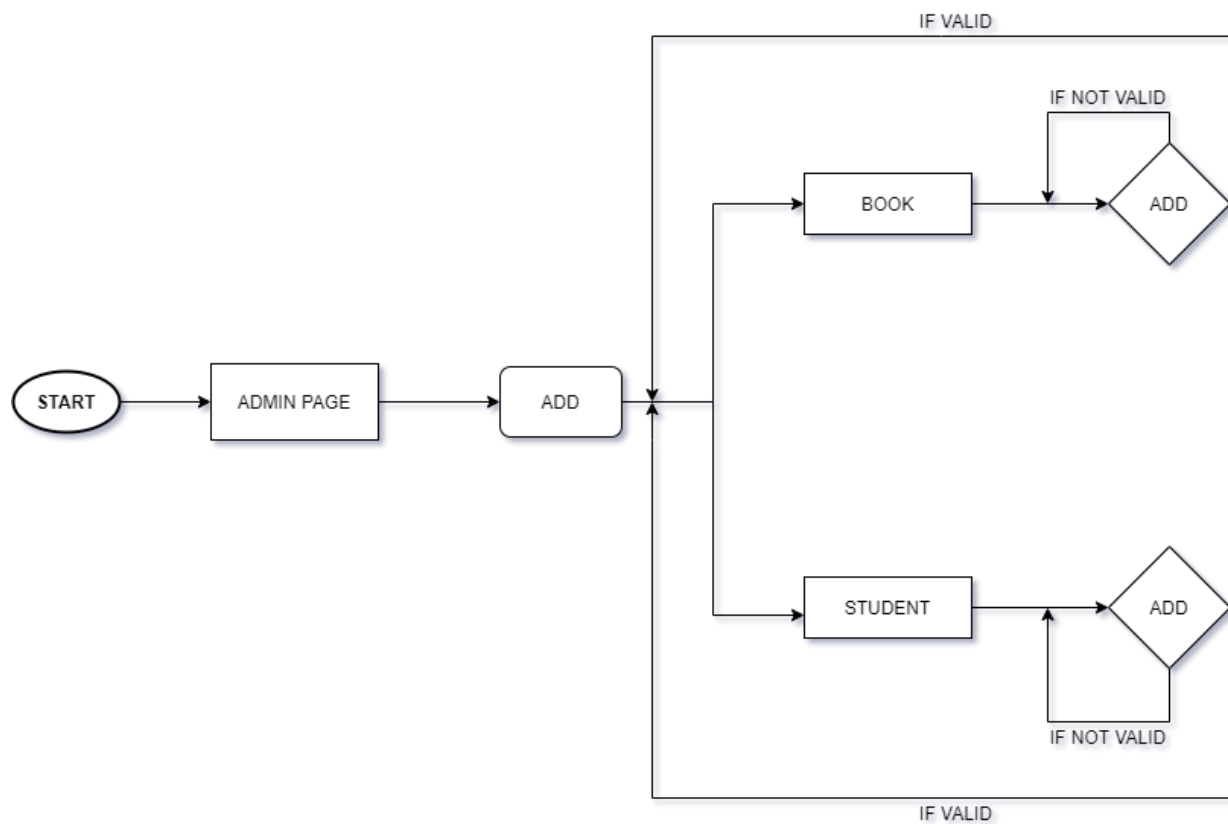 IF VALID
IF NOT VALID
BOOK
ADD
START
ADMIN PAGE
ADD
STUDENT
ADD
IF NOT VALID
IF VALID